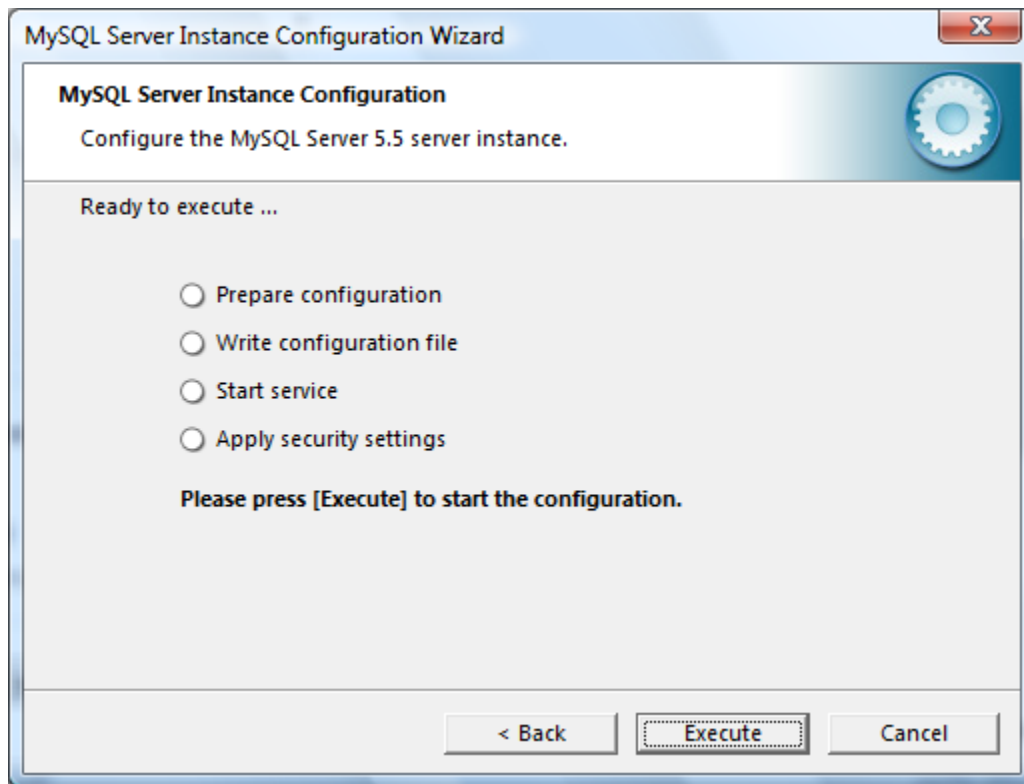 MySQL Server Instance Configuration Wizard
MySQL Server Instance Configuration
Configure the MySQL Server 5.5 server instance.
Ready to execute ...
Prepare configuration
Write configuration file
Start service
Apply security settings
Please press [Execute] to start the configuration.
< Back
Execute
Cancel